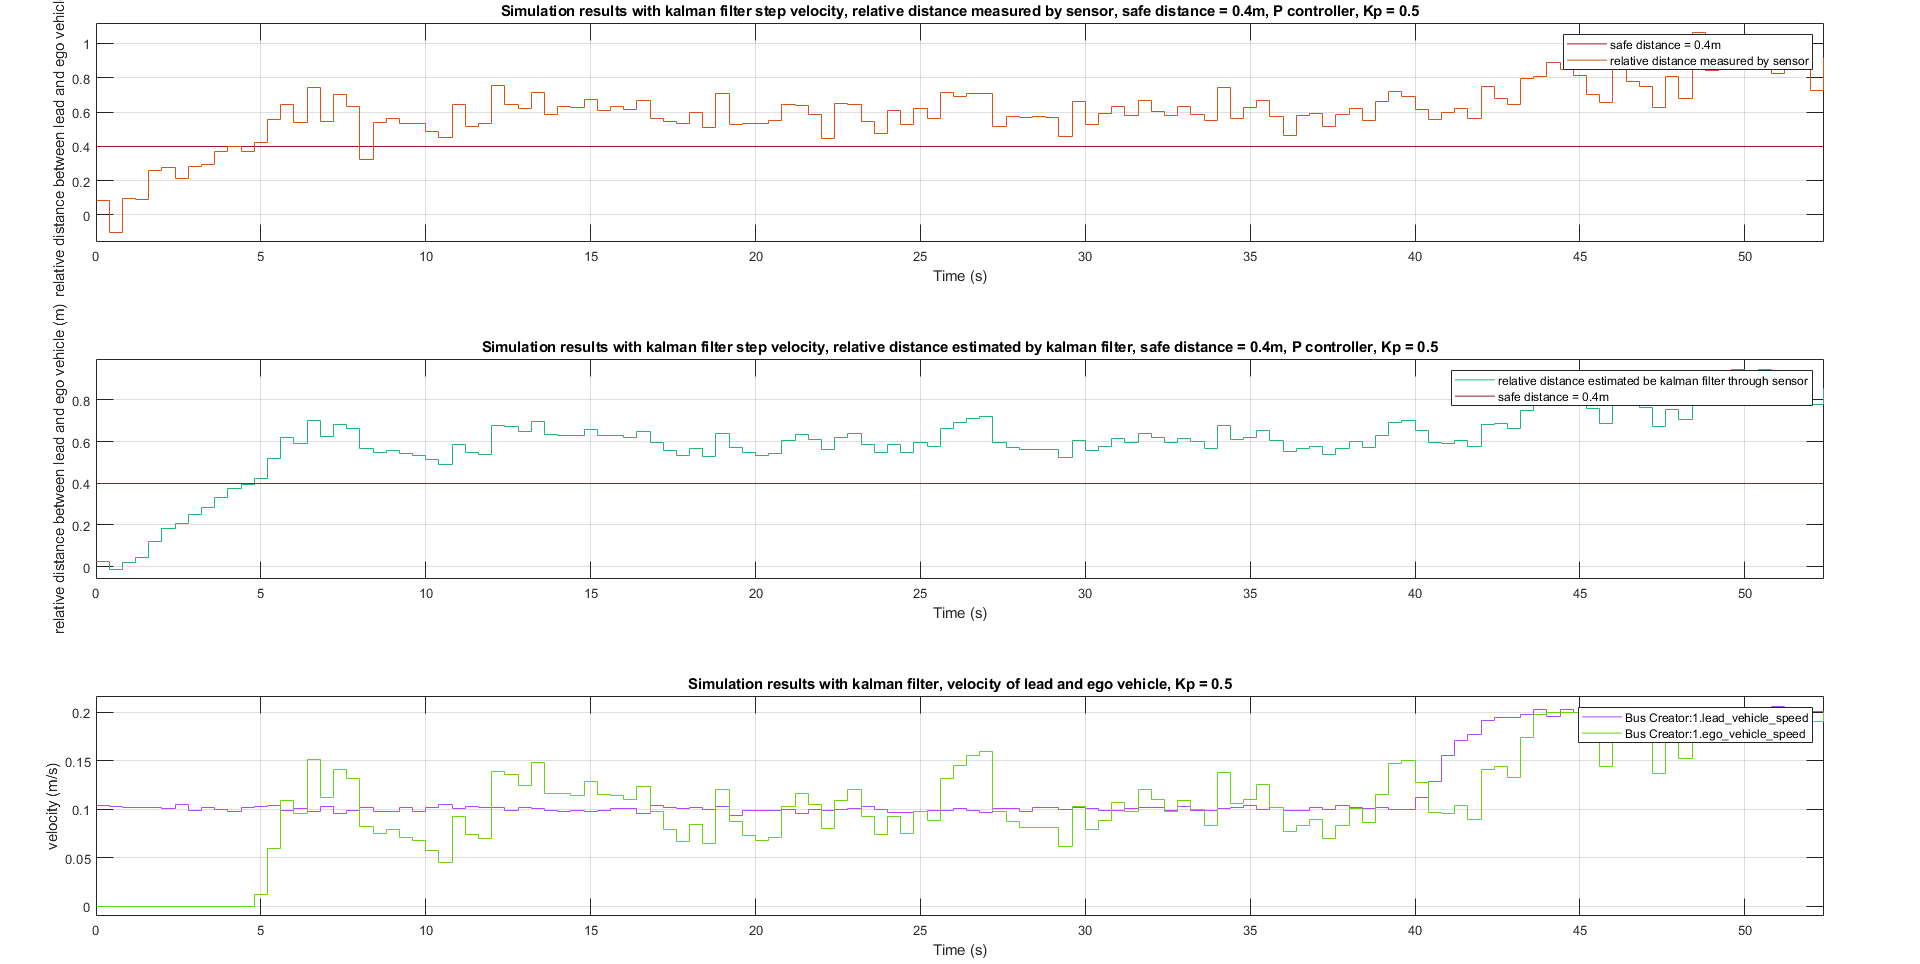 Simulation results with kalman filter step velocity, relative distance measured by sensor, safe distance = 0.4m, P controller, Kp = 0.5
relative distance between lead and ego vehicle
1
0.8
0.6
0.4
0.2
0
safe distance = 0.4m
relative distance measured by sensor
0 5 10 15 20 25 30 35 40 45 50
Time (s)
Simulation results with kalman filter step velocity, relative distance estimated by kalman filter, safe distance = 0.4m, P controller, Kp = 0.5
relative distance between lead and ego vehicle (m)
0.8
0.6
0.4
0.2
0
relative distance estimated be kalman filter through sensor
safe distance = 0.4m
0 5 10 15 20 25 30 35 40 45 50
Time (s)
Simulation results with kalman filter, velocity of lead and ego vehicle, Kp = 0.5
velocity (m/s)
0.2
0.15
0.1
0.05
0
Bus Creator:1.lead_vehicle_speed
Bus Creator:1.ego_vehicle_speed
0 5 10 15 20 25 30 35 40 45 50
Time (s)